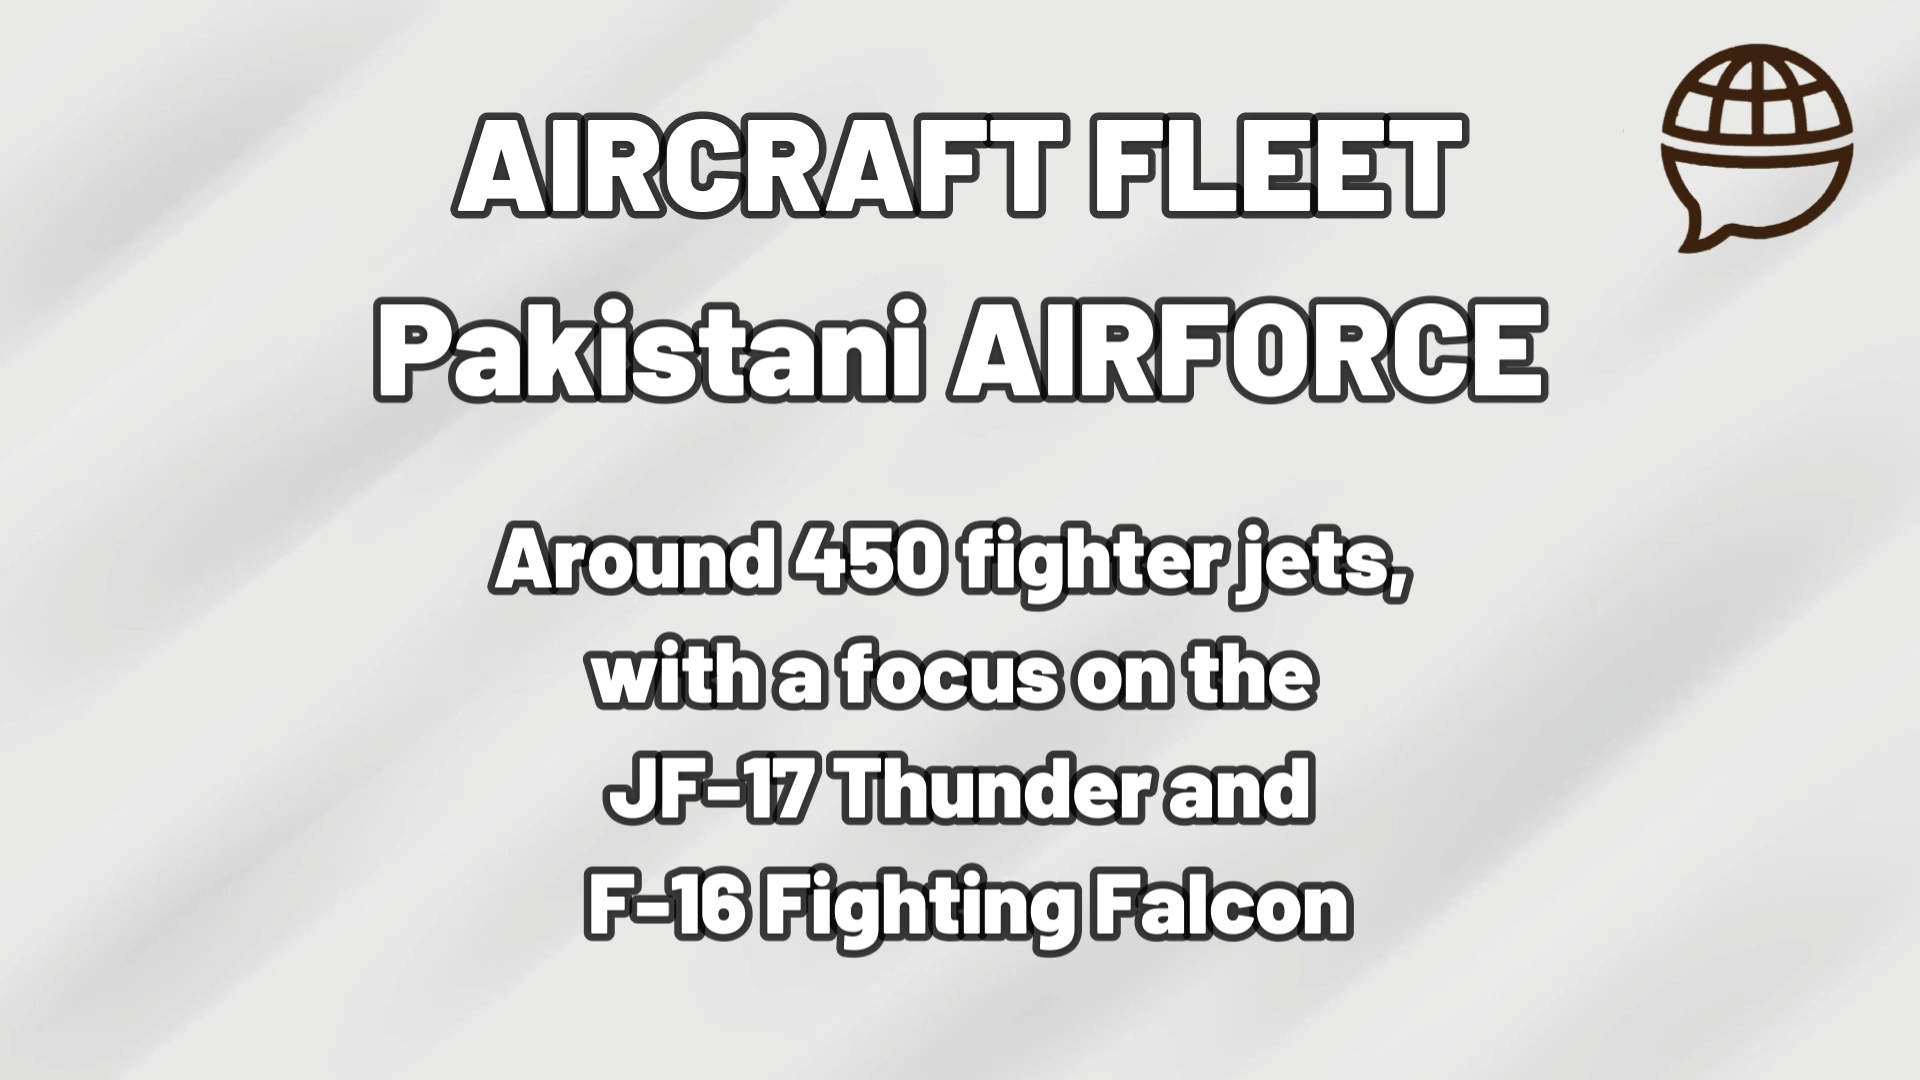 AIRCRAFT FLEET
Pakistani AIRFORCE
Around 450 fighter jets,
with a focus on the
JF-17 Thunder and
F-16 Fighting Falcon